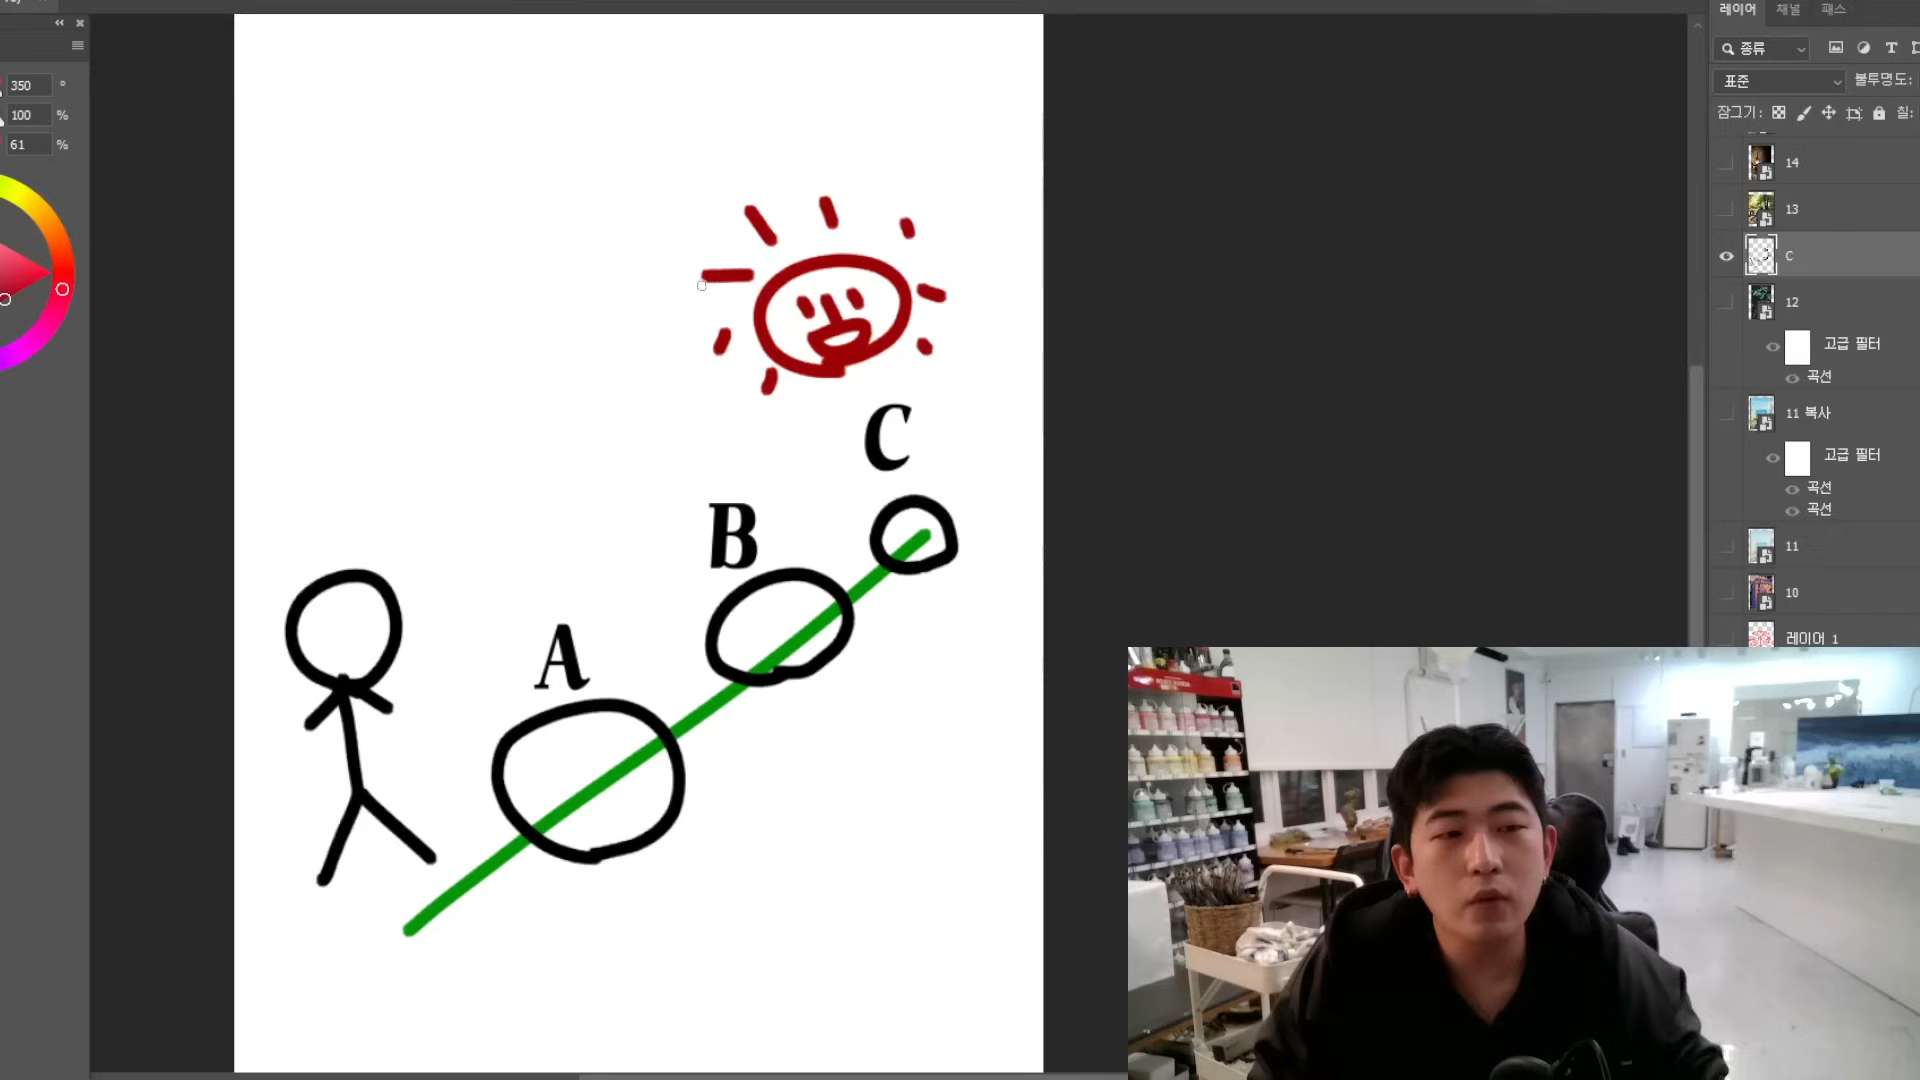 350 °
100 %
61 %
C
B
A
레이어 채널 패스
종류
표준 불투명도:
잠그기: 칠:
14
13
C
12
고급 필터
곡선
11 복사
고급 필터
곡선
곡선
11
10
레이어 1